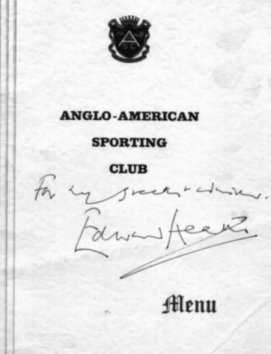 A
ANGLO-AMERICAN
SPORTING
CLUB
For my
Edward Heath
Menu